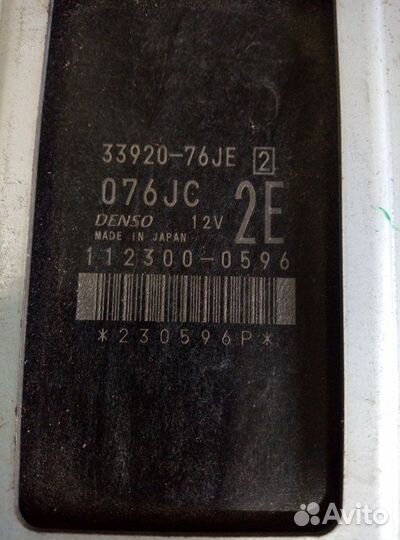 33920-76JE 2
076JC 2E
DENSO 12V
MADE IN JAPAN
112300-0596
*230596P*
Avito